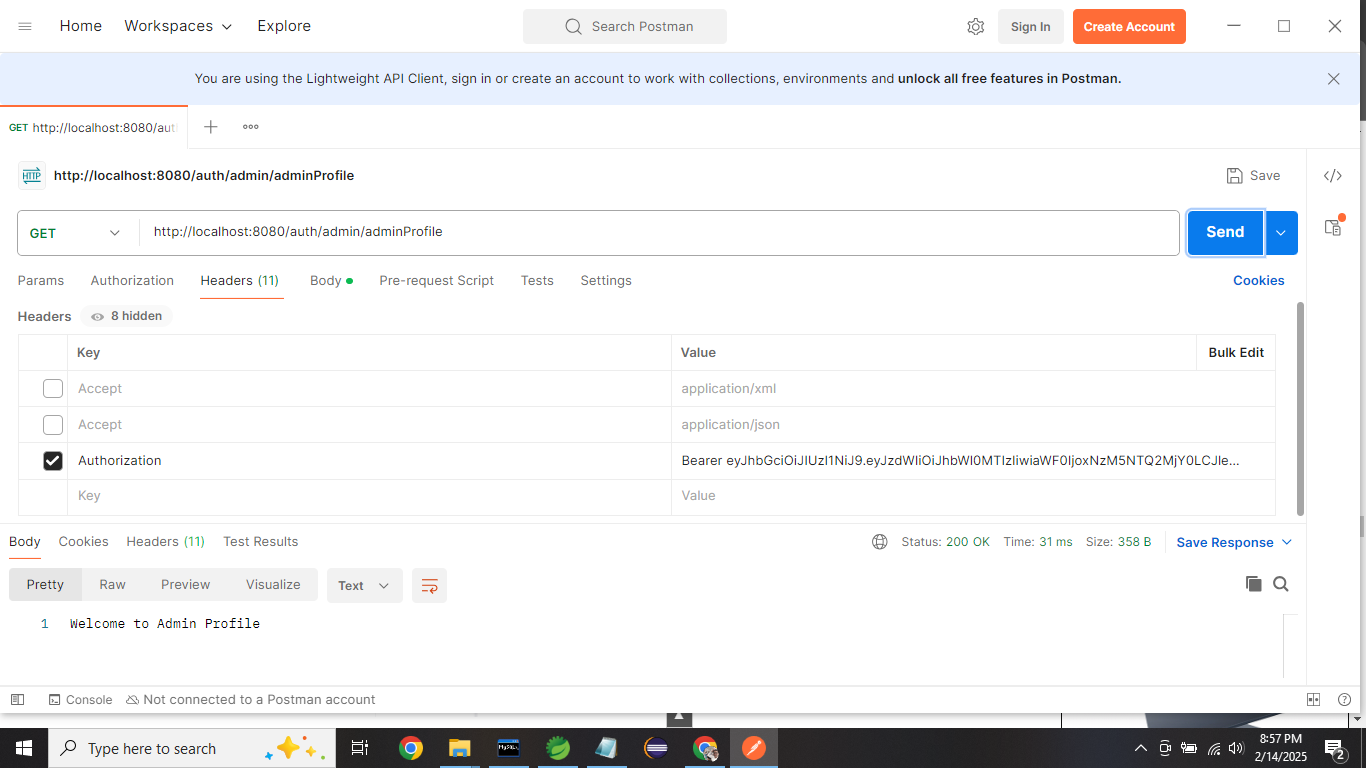 Home Workspaces Explore Search Postman Sign In Create Account
You are using the Lightweight API Client, sign in or create an account to work with collections, environments and unlock all free features in Postman.
GET http://localhost:8080/aut
HTTP http://localhost:8080/auth/admin/adminProfile Save
GET http://localhost:8080/auth/admin/adminProfile Send
Params Authorization Headers (11) Body Pre-request Script Tests Settings Cookies
Headers 8 hidden
Key Value Bulk Edit
Accept application/xml
Accept application/json
Authorization Bearer eyJhbGciOiJIUzI1NiJ9.eyJzdWIiOiJhbWl0MTIzIiwiaWF0IjoxNzM5NTQ2MjY0LCJle...
Key Value
Body Cookies Headers (11) Test Results Status: 200 OK Time: 31 ms Size: 358 B Save Response
Pretty Raw Preview Visualize Text
1 Welcome to Admin Profile
Console Not connected to a Postman account
Type here to search MySQL 8:57 PM
2/14/2025 2